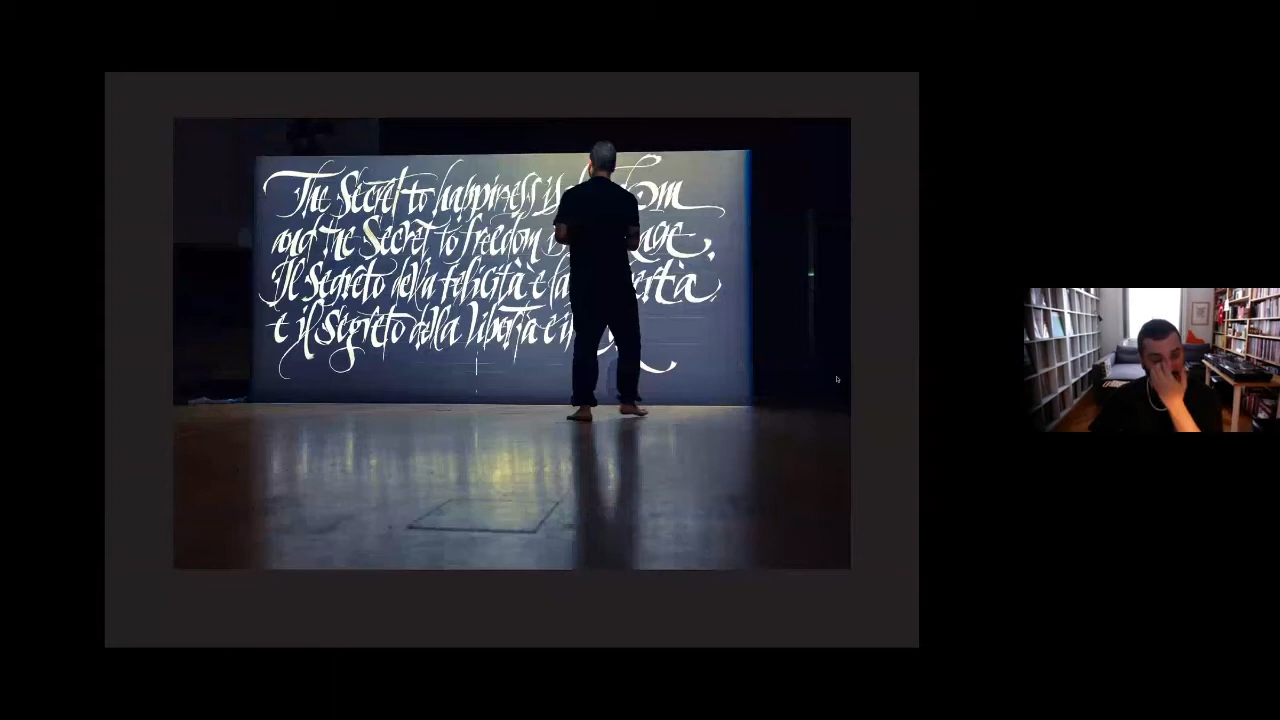 The Secret to happiness is
and the Secret to freedom
Il Segreto della felicità è la
e il Segreto della libertà è il